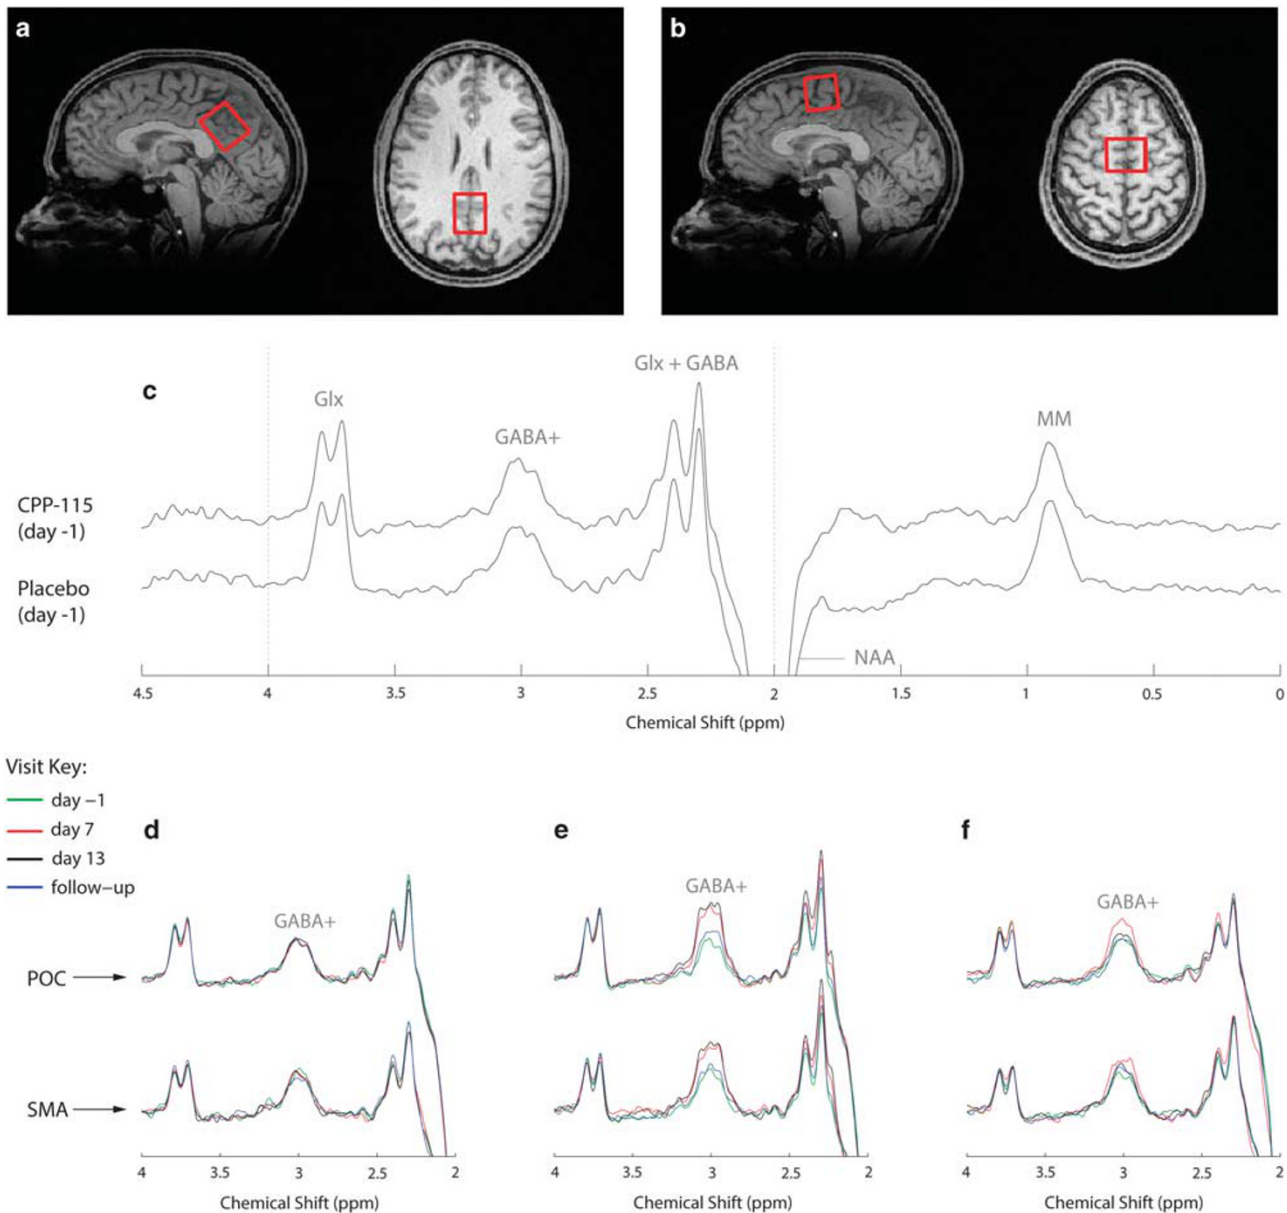 a
b
c
Glx + GABA
Glx
GABA+
MM
CPP-115
(day -1)
Placebo
(day -1)
NAA
4.5 4 3.5 3 2.5 2 1.5 1 0.5 0
Chemical Shift (ppm)
Visit Key:
day −1
day 7
day 13
follow−up
d
e
f
GABA+
GABA+
GABA+
POC
SMA
4 3.5 3 2.5 2
4 3.5 3 2.5 2
4 3.5 3 2.5 2
Chemical Shift (ppm)
Chemical Shift (ppm)
Chemical Shift (ppm)